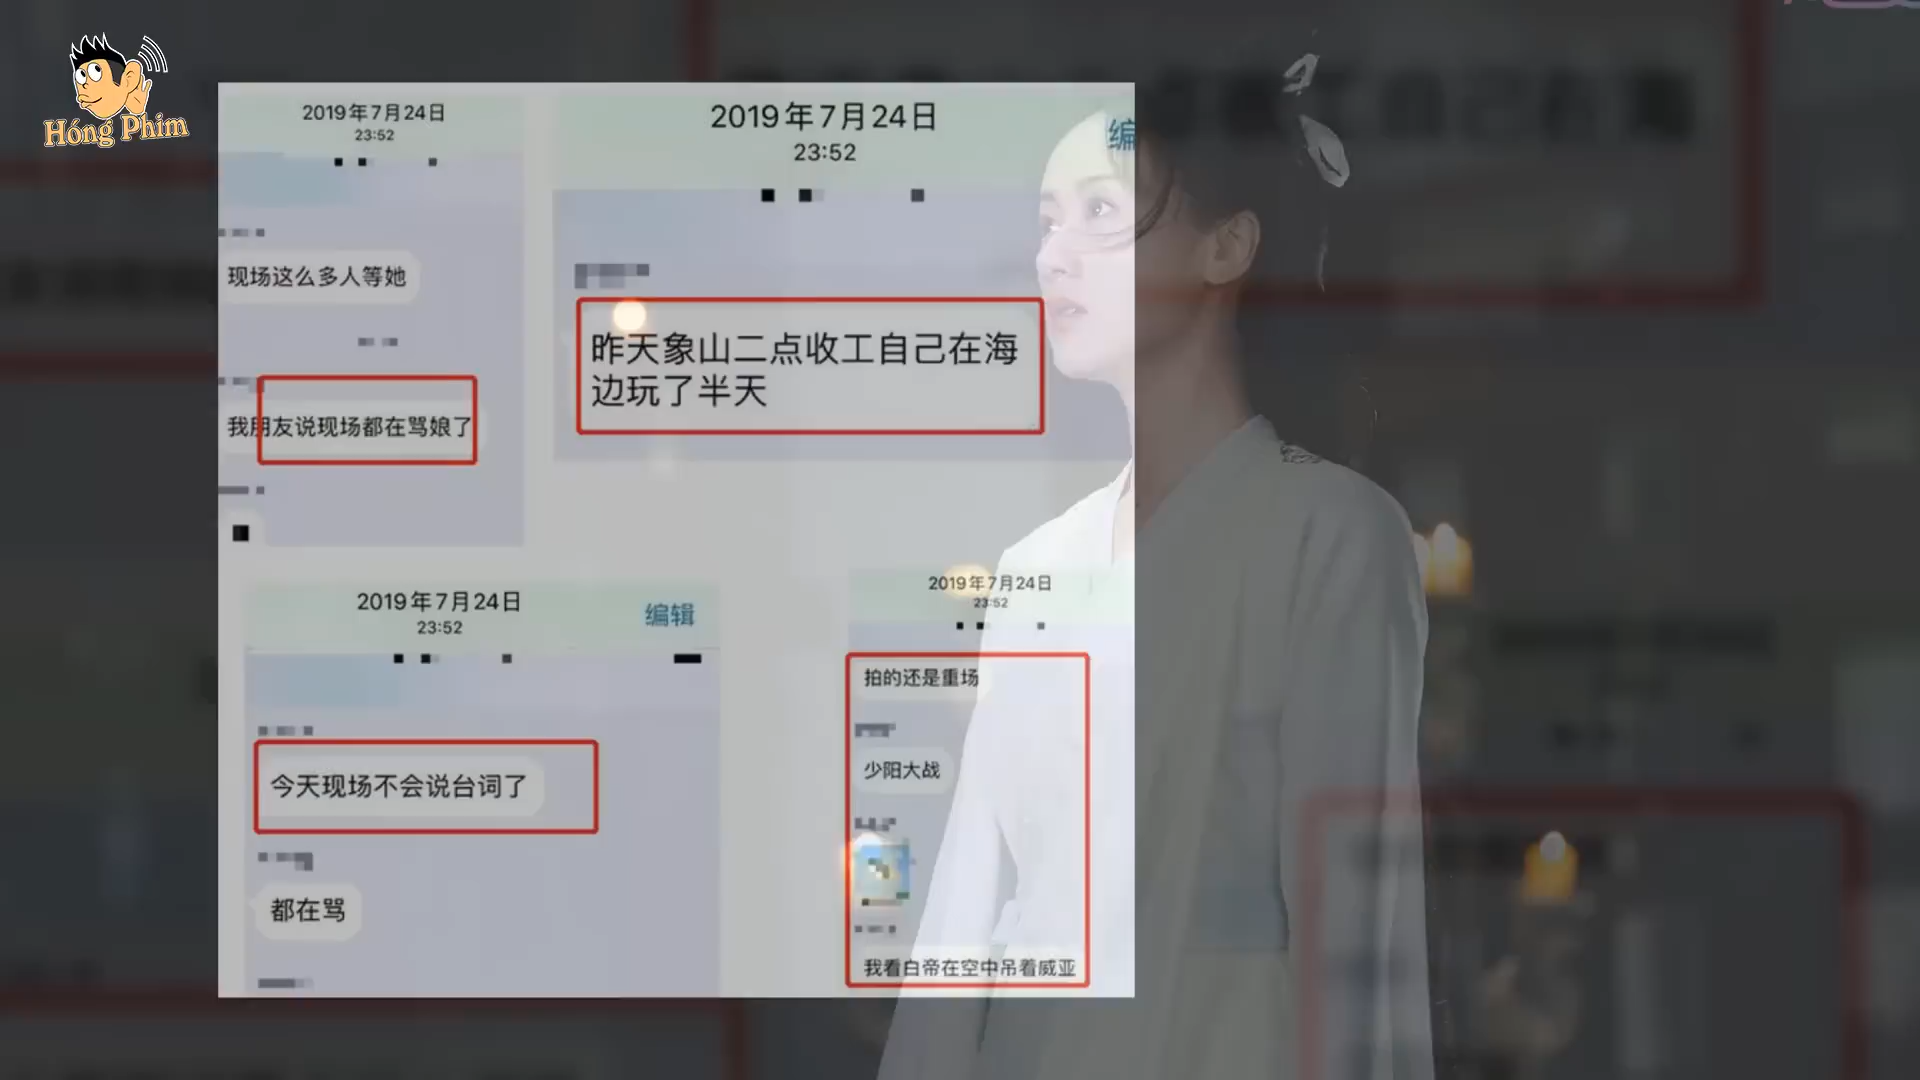 Hóng Phim
2019年7月24日
23:52
现场这么多人等她
我朋友说现场都在骂娘了
2019年7月24日
23:52
编
昨天象山二点收工自己在海
边玩了半天
2019年7月24日
23:52
编辑
今天现场不会说台词了
都在骂
2019年7月24日
23:52
拍的还是重场
少阳大战
我看白帝在空中吊着威亚